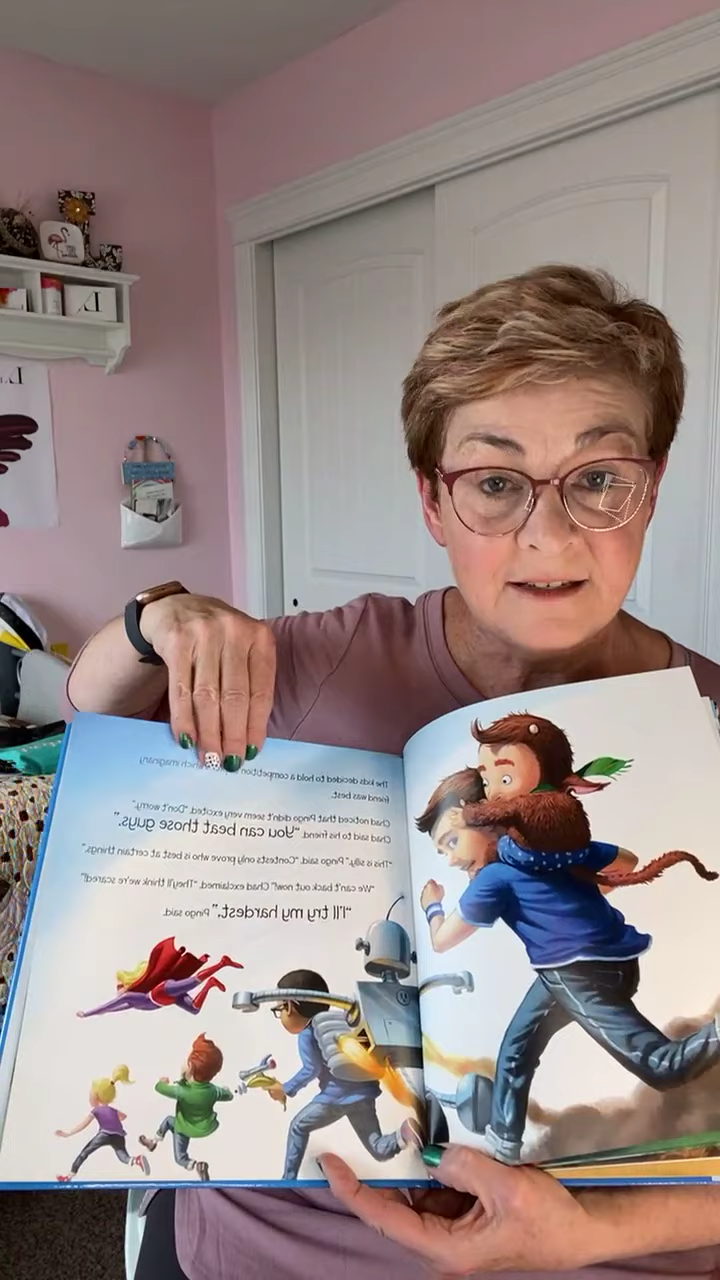 The kids decided to hold a competition which imaginary
friend was best.
Chad noticed that Pingo didn't seem very excited. "Don't worry,"
Chad said to his friend. "You can beat those guys."
"This is silly," Pingo said. "Contests only prove who is best at certain things."
"We can't back out now!" Chad exclaimed. "They'll think we're scared!"
"I'll try my hardest," Pingo said.